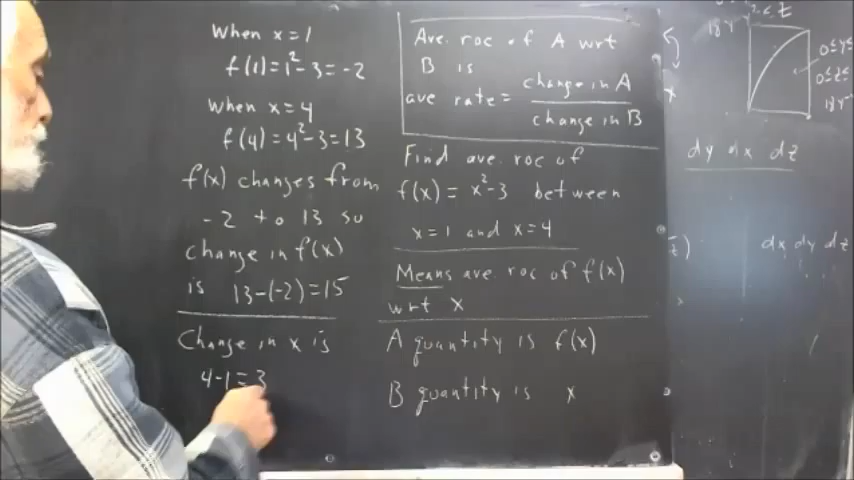 When x=1
f(1)=1²-3=-2
When x=4
f(4)=4²-3=13
f(x) changes from
-2 to 13 so
change in f(x)
is 13-(-2)=15
Change in x is
4-1=3
Ave. roc of A wrt
B is
ave rate= change in A
change in B
Find ave. roc of
f(x)= x²-3 between
x=1 and x=4
Means ave. roc of f(x)
wrt x
A quantity is f(x)
B quantity is x
x
dy dx dz
dx dy dz